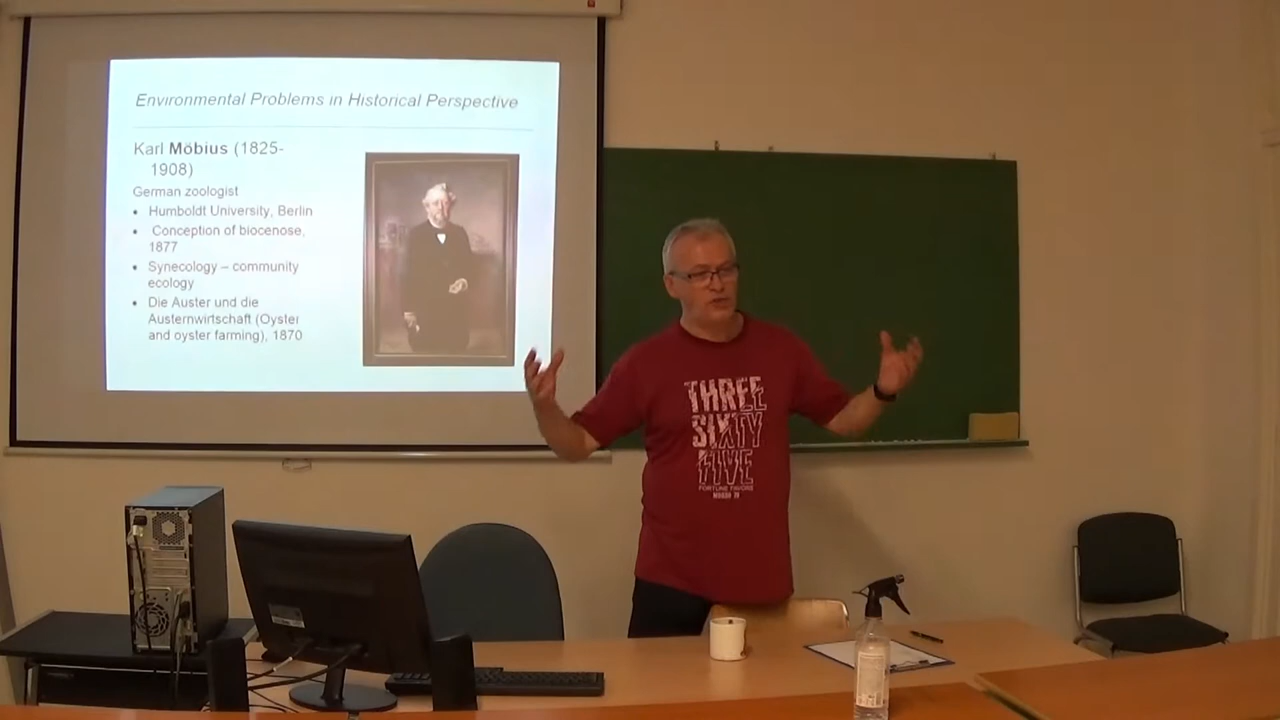 Environmental Problems in Historical Perspective
Karl Möbius (1825-
1908)
German zoologist
• Humboldt University, Berlin
• Conception of biocenose,
1877
• Synecology – community
ecology
• Die Auster und die
Austernwirtschaft (Oyster
and oyster farming), 1870
THREE
SIXTY
FIVE
FORTUNE FAVORS